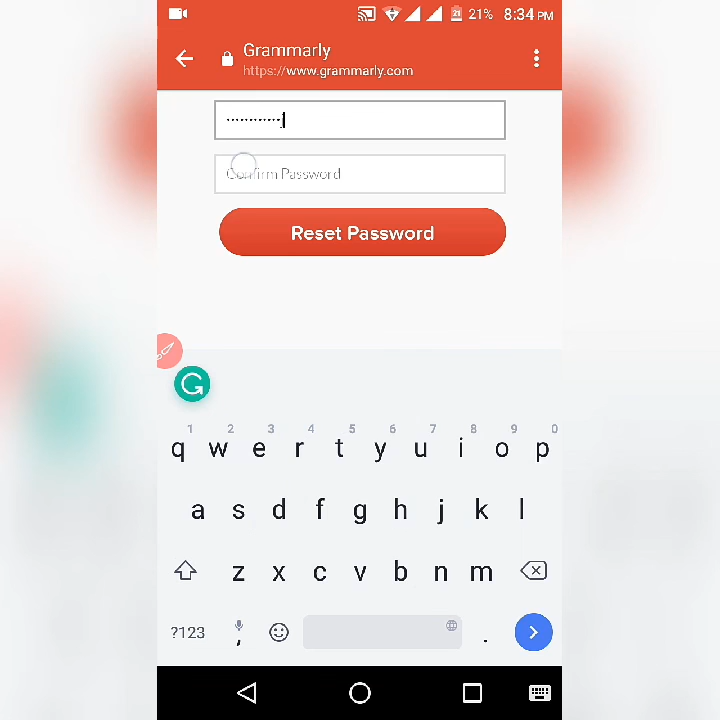 21% 8:34 PM
Grammarly
https://www.grammarly.com
Confirm Password
Reset Password
1 2 3 4 5 6 7 8 9 0
q w e r t y u i o p
a s d f g h j k l
z x c v b n m
?123 , .